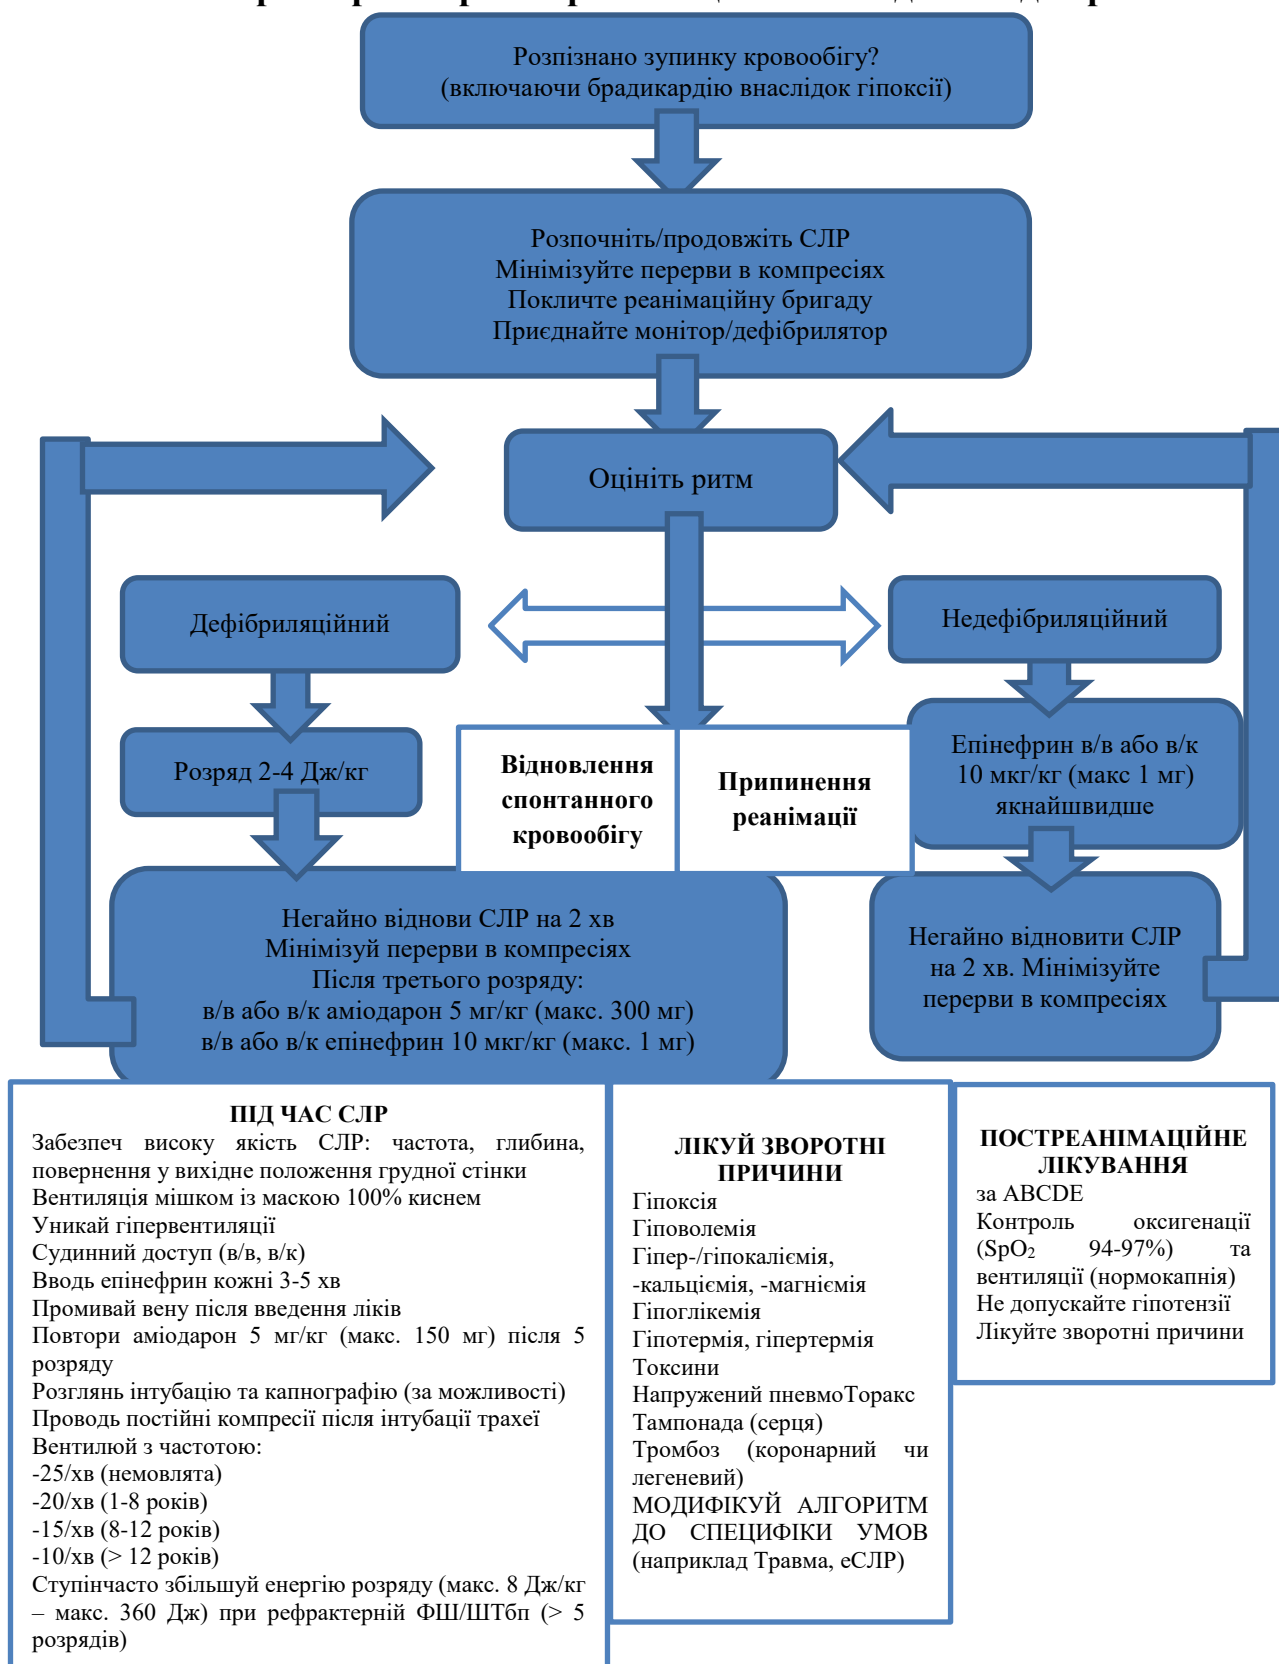 Розпізнано зупинку кровообігу?
(включаючи брадикардію внаслідок гіпоксії)
Розпочніть/продовжіть СЛР
Мінімізуйте перерви в компресіях
Покличте реанімаційну бригаду
Приєднайте монітор/дефібрилятор
Оцініть ритм
Дефібриляційний
Недефібриляційний
Розряд 2-4 Дж/кг
Відновлення
спонтанного
кровообігу
Припинення
реанімації
Епінефрин в/в або в/к
10 мкг/кг (макс 1 мг)
якнайшвидше
Негайно віднови СЛР на 2 хв
Мінімізуй перерви в компресіях
Після третього розряду:
в/в або в/к аміодарон 5 мг/кг (макс. 300 мг)
в/в або в/к епінефрин 10 мкг/кг (макс. 1 мг)
Негайно відновити СЛР
на 2 хв. Мінімізуйте
перерви в компресіях
ПІД ЧАС СЛР
Забезпеч високу якість СЛР: частота, глибина,
повернення у вихідне положення грудної стінки
Вентиляція мішком із маскою 100% киснем
Уникай гіпервентиляції
Судинний доступ (в/в, в/к)
Вводь епінефрин кожні 3-5 хв
Промивай вену після введення ліків
Повтори аміодарон 5 мг/кг (макс. 150 мг) після 5
розряду
Розглянь інтубацію та капнографію (за можливості)
Проводь постійні компресії після інтубації трахеї
Вентилюй з частотою:
-25/хв (немовлята)
-20/хв (1-8 років)
-15/хв (8-12 років)
-10/хв (> 12 років)
Ступінчасто збільшуй енергію розряду (макс. 8 Дж/кг
– макс. 360 Дж) при рефрактерній ФШ/ШТбп (> 5
розрядів)
ЛІКУЙ ЗВОРОТНІ
ПРИЧИНИ
Гіпоксія
Гіповолемія
Гіпер-/гіпокаліємія,
-кальціємія, -магніємія
Гіпоглікемія
Гіпотермія, гіпертермія
Токсини
Напружений пневмоТоракс
Тампонада (серця)
Тромбоз (коронарний чи
легеневий)
МОДИФІКУЙ АЛГОРИТМ
ДО СПЕЦИФІКИ УМОВ
(наприклад Травма, еСЛР)
ПОСТРЕАНІМАЦІЙНЕ
ЛІКУВАННЯ
за ABCDE
Контроль оксигенації
(SpO₂ 94-97%) та
вентиляції (нормокапнія)
Не допускайте гіпотензії
Лікуйте зворотні причини